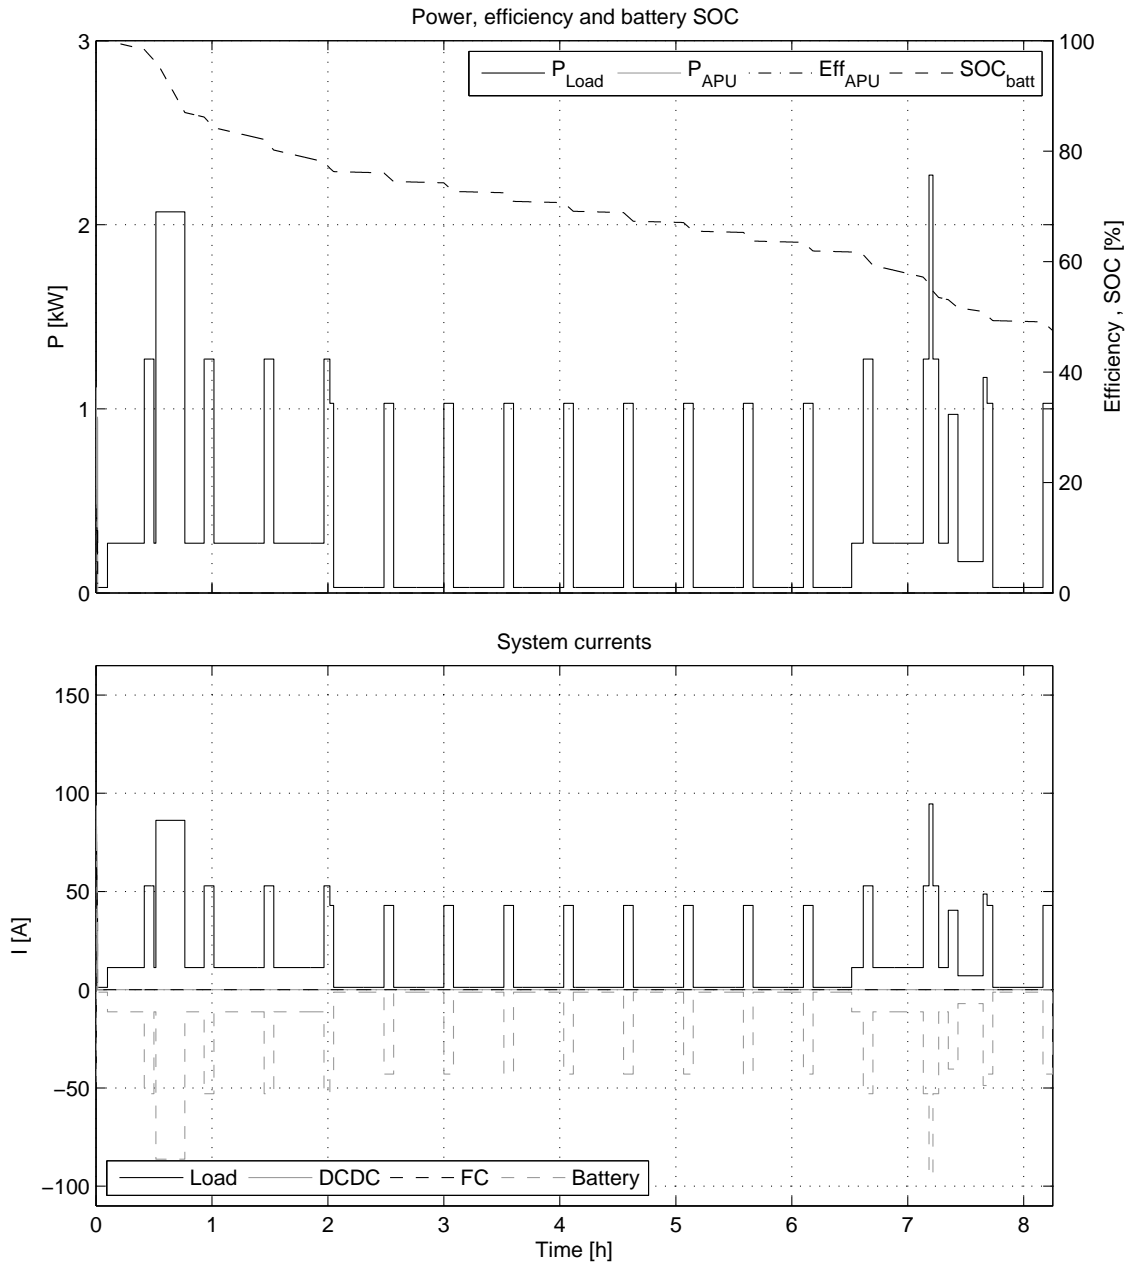 Power, efficiency and battery SOC
P_Load P_APU Eff_APU SOC_batt
3
2
1
0
P [kW]
100
80
60
40
20
0
Efficiency , SOC [%]
System currents
150
100
50
0
−50
−100
I [A]
Load DCDC FC Battery
0 1 2 3 4 5 6 7 8
Time [h]